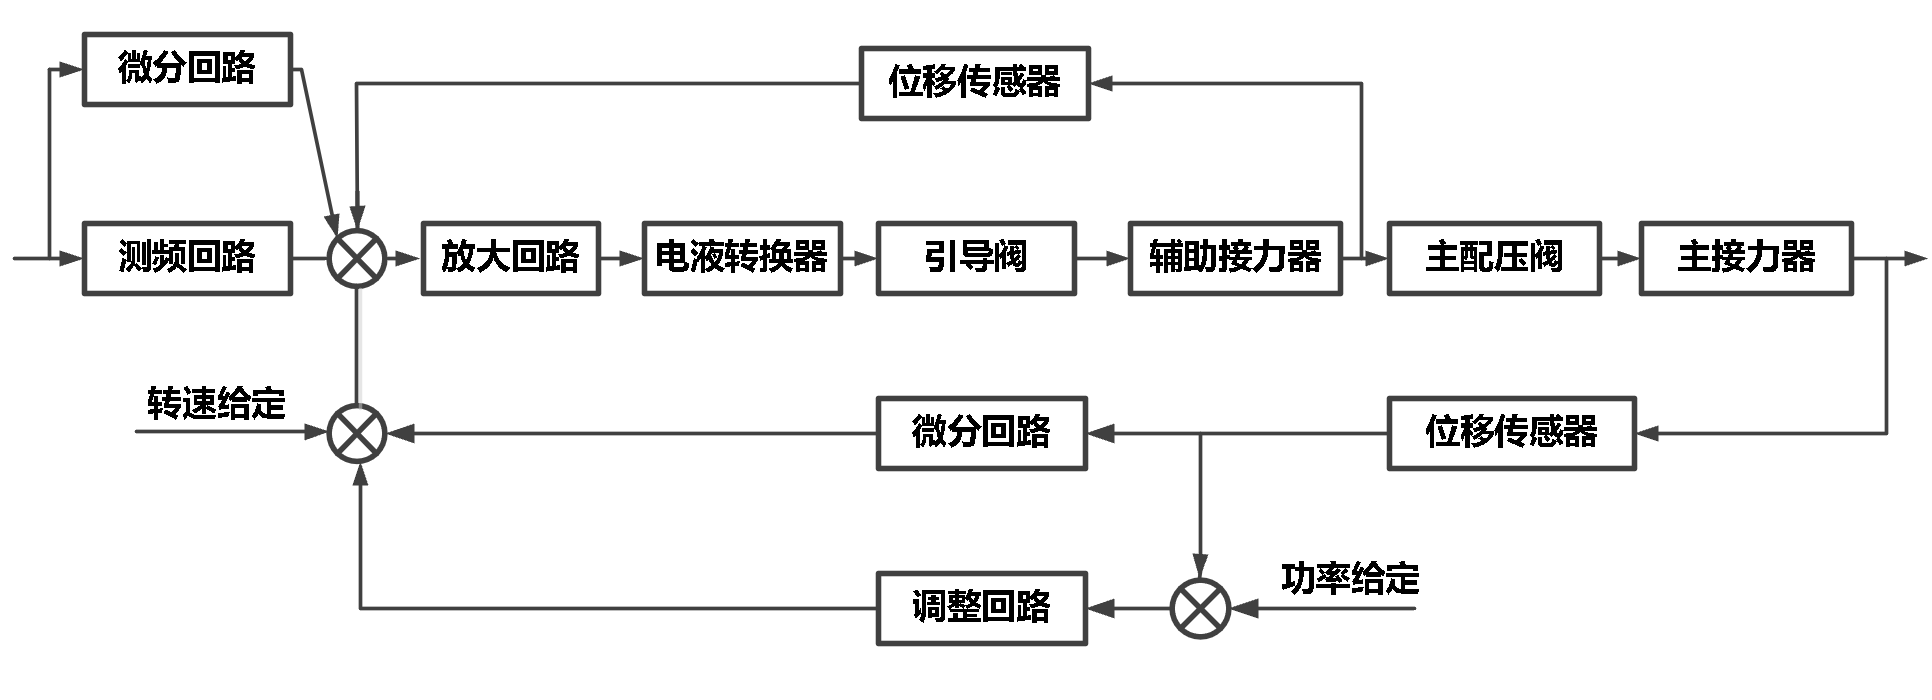 微分回路
位移传感器
测频回路
放大回路
电液转换器
引导阀
辅助接力器
主配压阀
主接力器
转速给定
微分回路
位移传感器
功率给定
调整回路